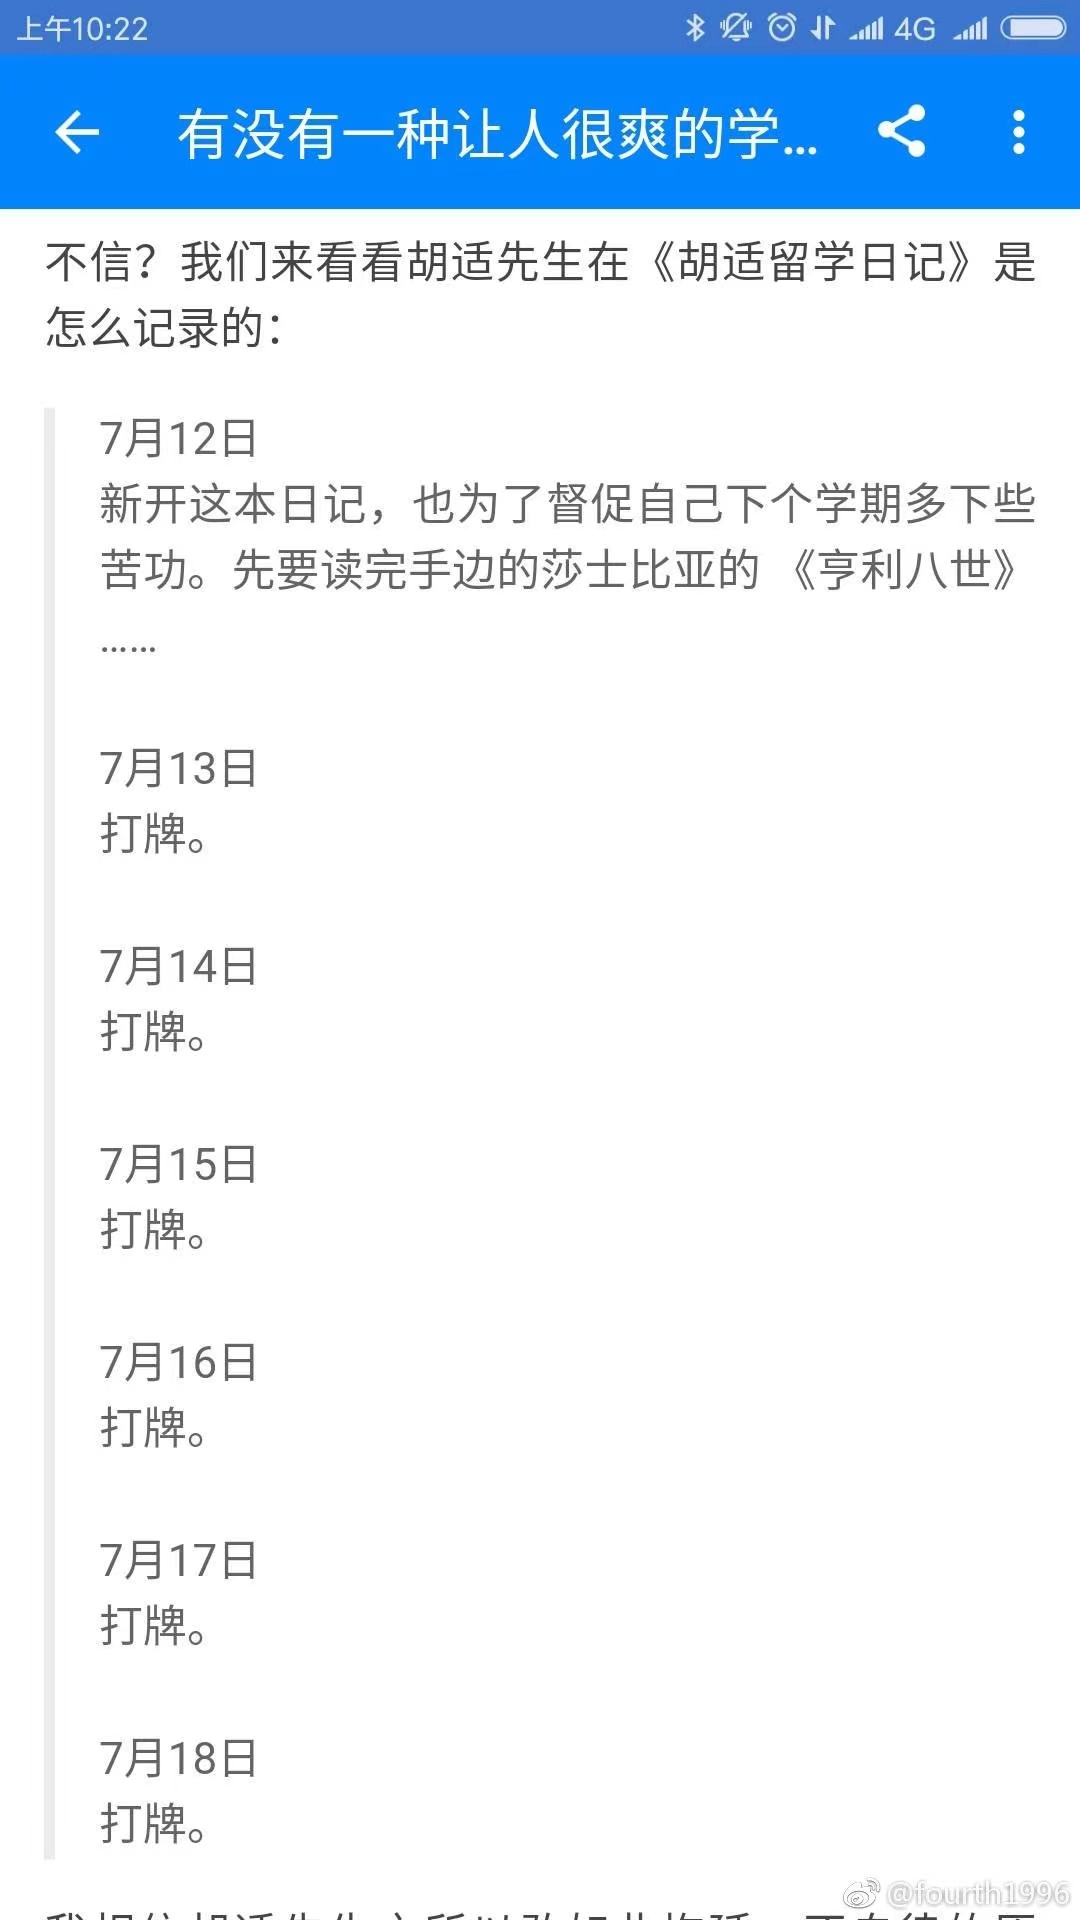 上午10:22
4G
有没有一种让人很爽的学...
不信？我们来看看胡适先生在《胡适留学日记》是
怎么记录的：
7月12日
新开这本日记，也为了督促自己下个学期多下些
苦功。先要读完手边的莎士比亚的 《亨利八世》
……
7月13日
打牌。
7月14日
打牌。
7月15日
打牌。
7月16日
打牌。
7月17日
打牌。
7月18日
打牌。
@fourth1996